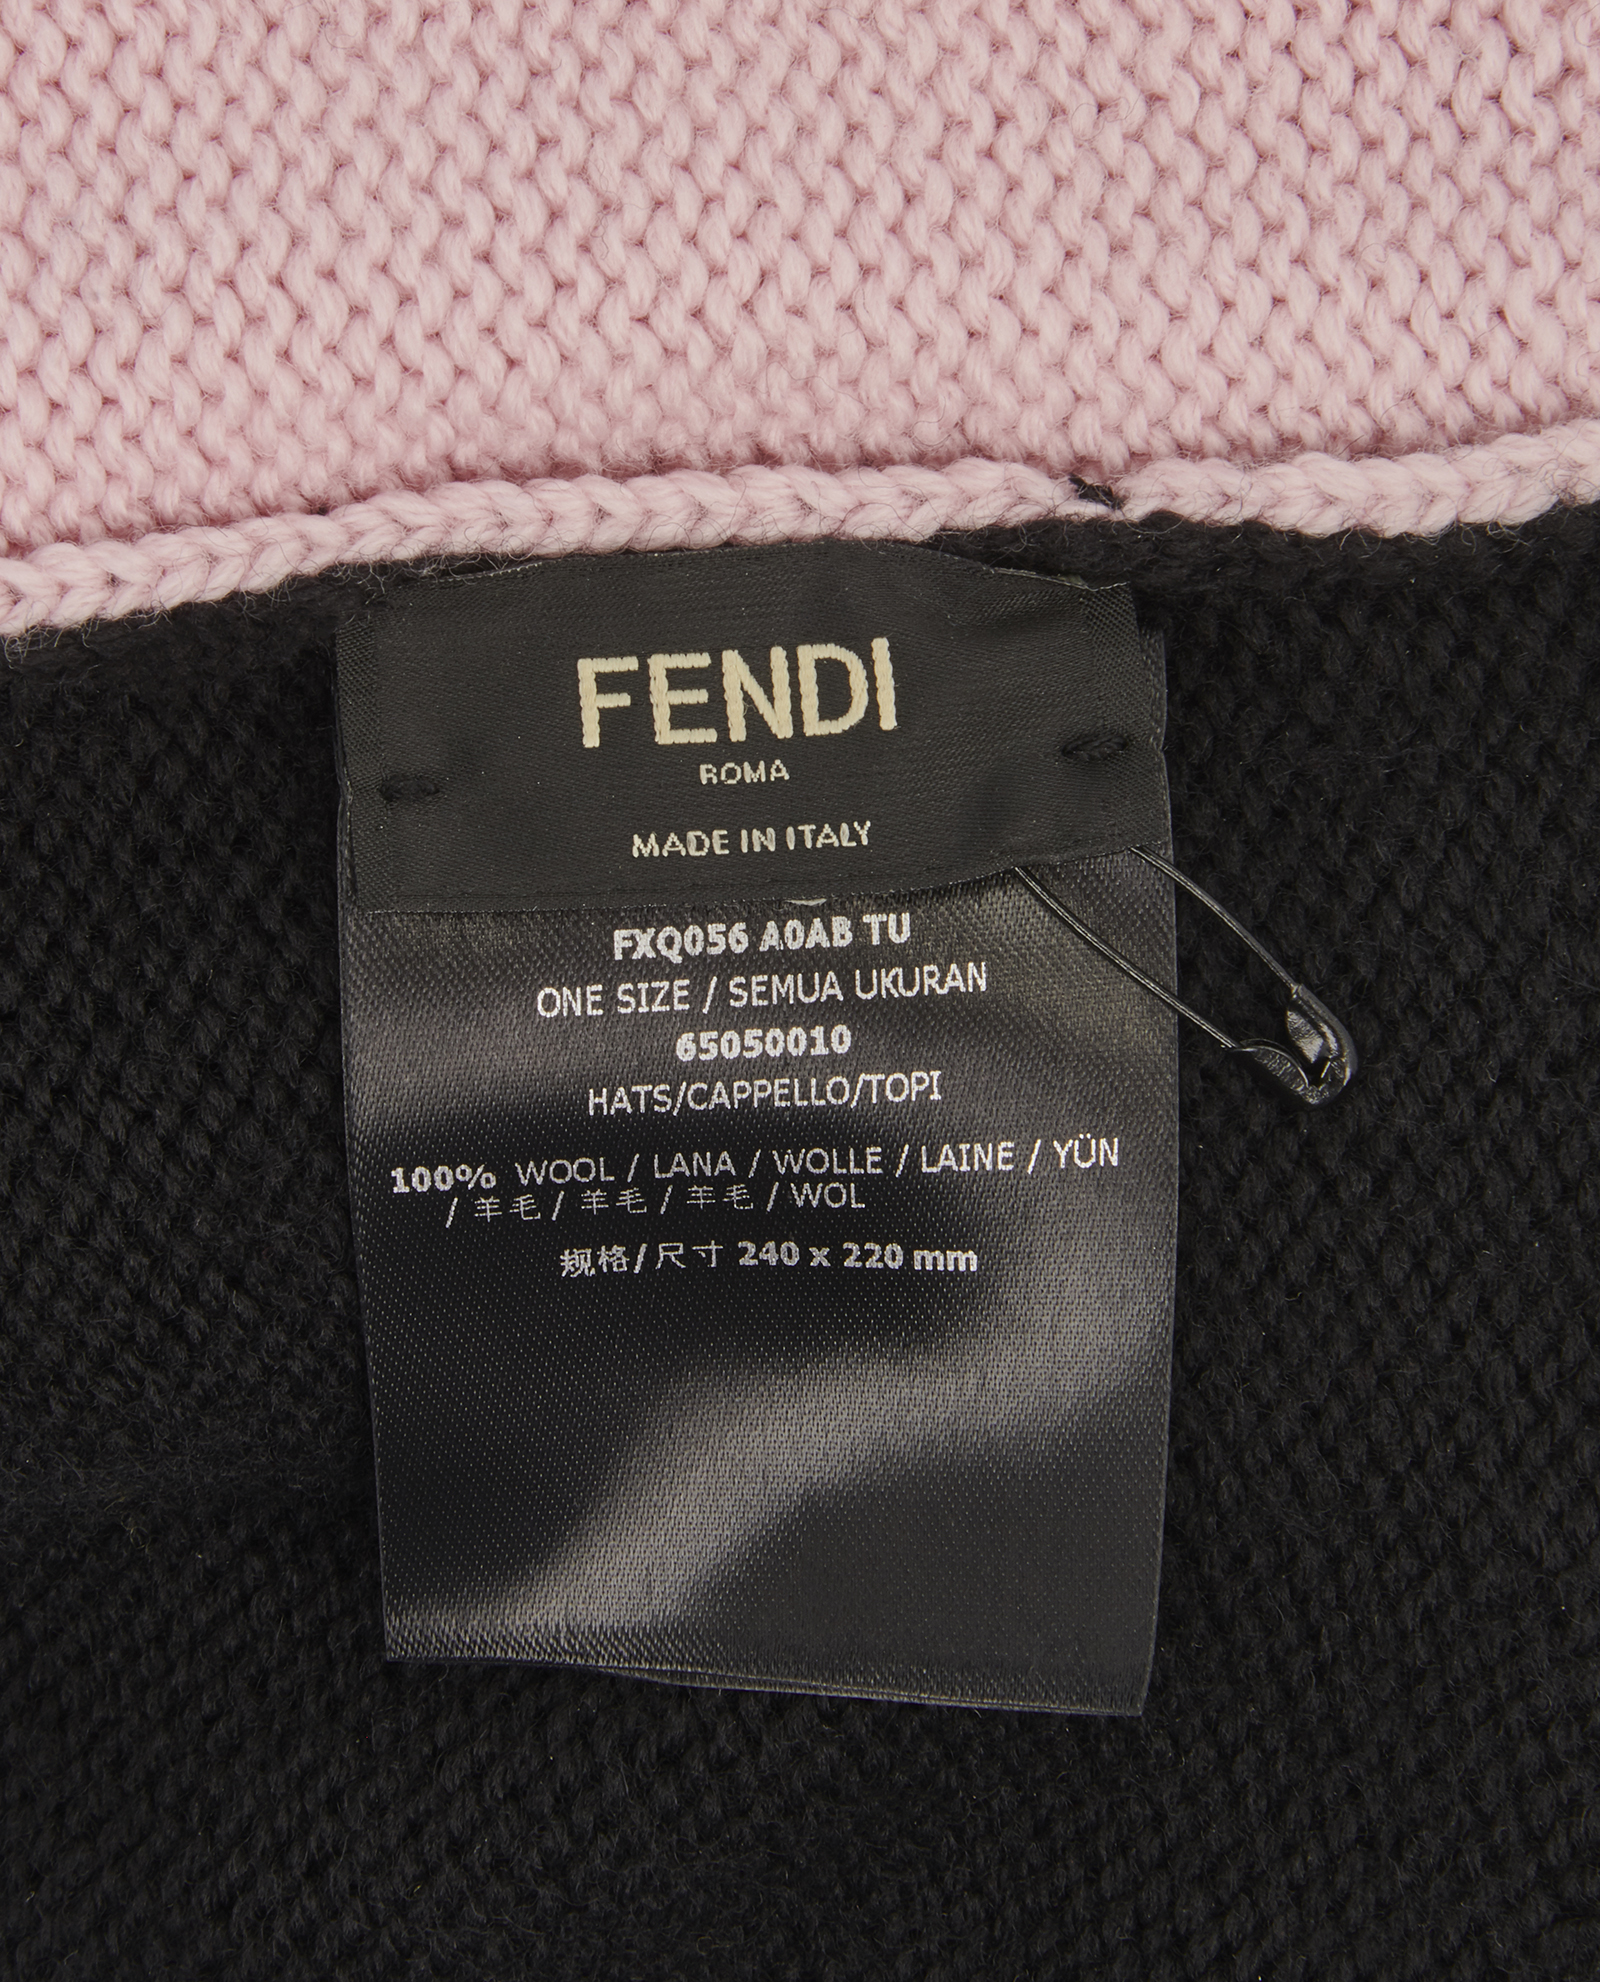 FENDI
ROMA
MADE IN ITALY
FXQ056 A0AB TU
ONE SIZE / SEMUA UKURAN
65050010
HATS/CAPPELLO/TOPI
100% WOOL / LANA / WOLLE / LAINE / YÜN
/ 羊毛 / 羊毛 / 羊毛 / WOL
规格/尺寸 240 x 220 mm